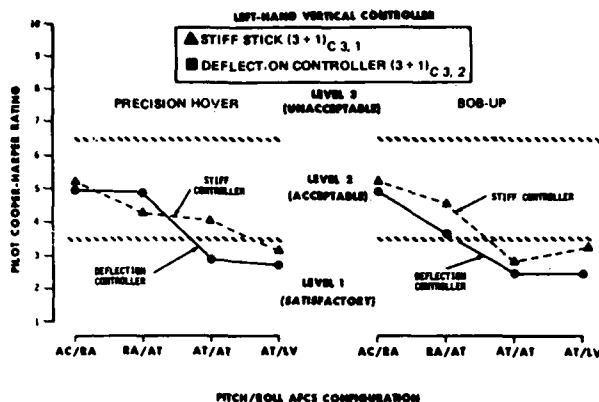 LEFT-HAND VERTICAL CONTROLLER
▲ STIFF STICK (3 + 1) C 3, 1
■ DEFLECTION CONTROLLER (3 + 1) C 3, 2
PRECISION HOVER
LEVEL 3
(UNACCEPTABLE)
BOB-UP
PILOT COOPER-HARPER RATING
10
9
8
7
6
5
4
3
2
1
STIFF
CONTROLLER
LEVEL 2
(ACCEPTABLE)
STIFF CONTROLLER
DEFLECTION
CONTROLLER
LEVEL 1
(SATISFACTORY)
DEFLECTION
CONTROLLER
AC/RA RA/AT AT/AT AT/LV AC/RA RA/AT AT/AT AT/LV
PITCH/ROLL AFCS CONFIGURATION